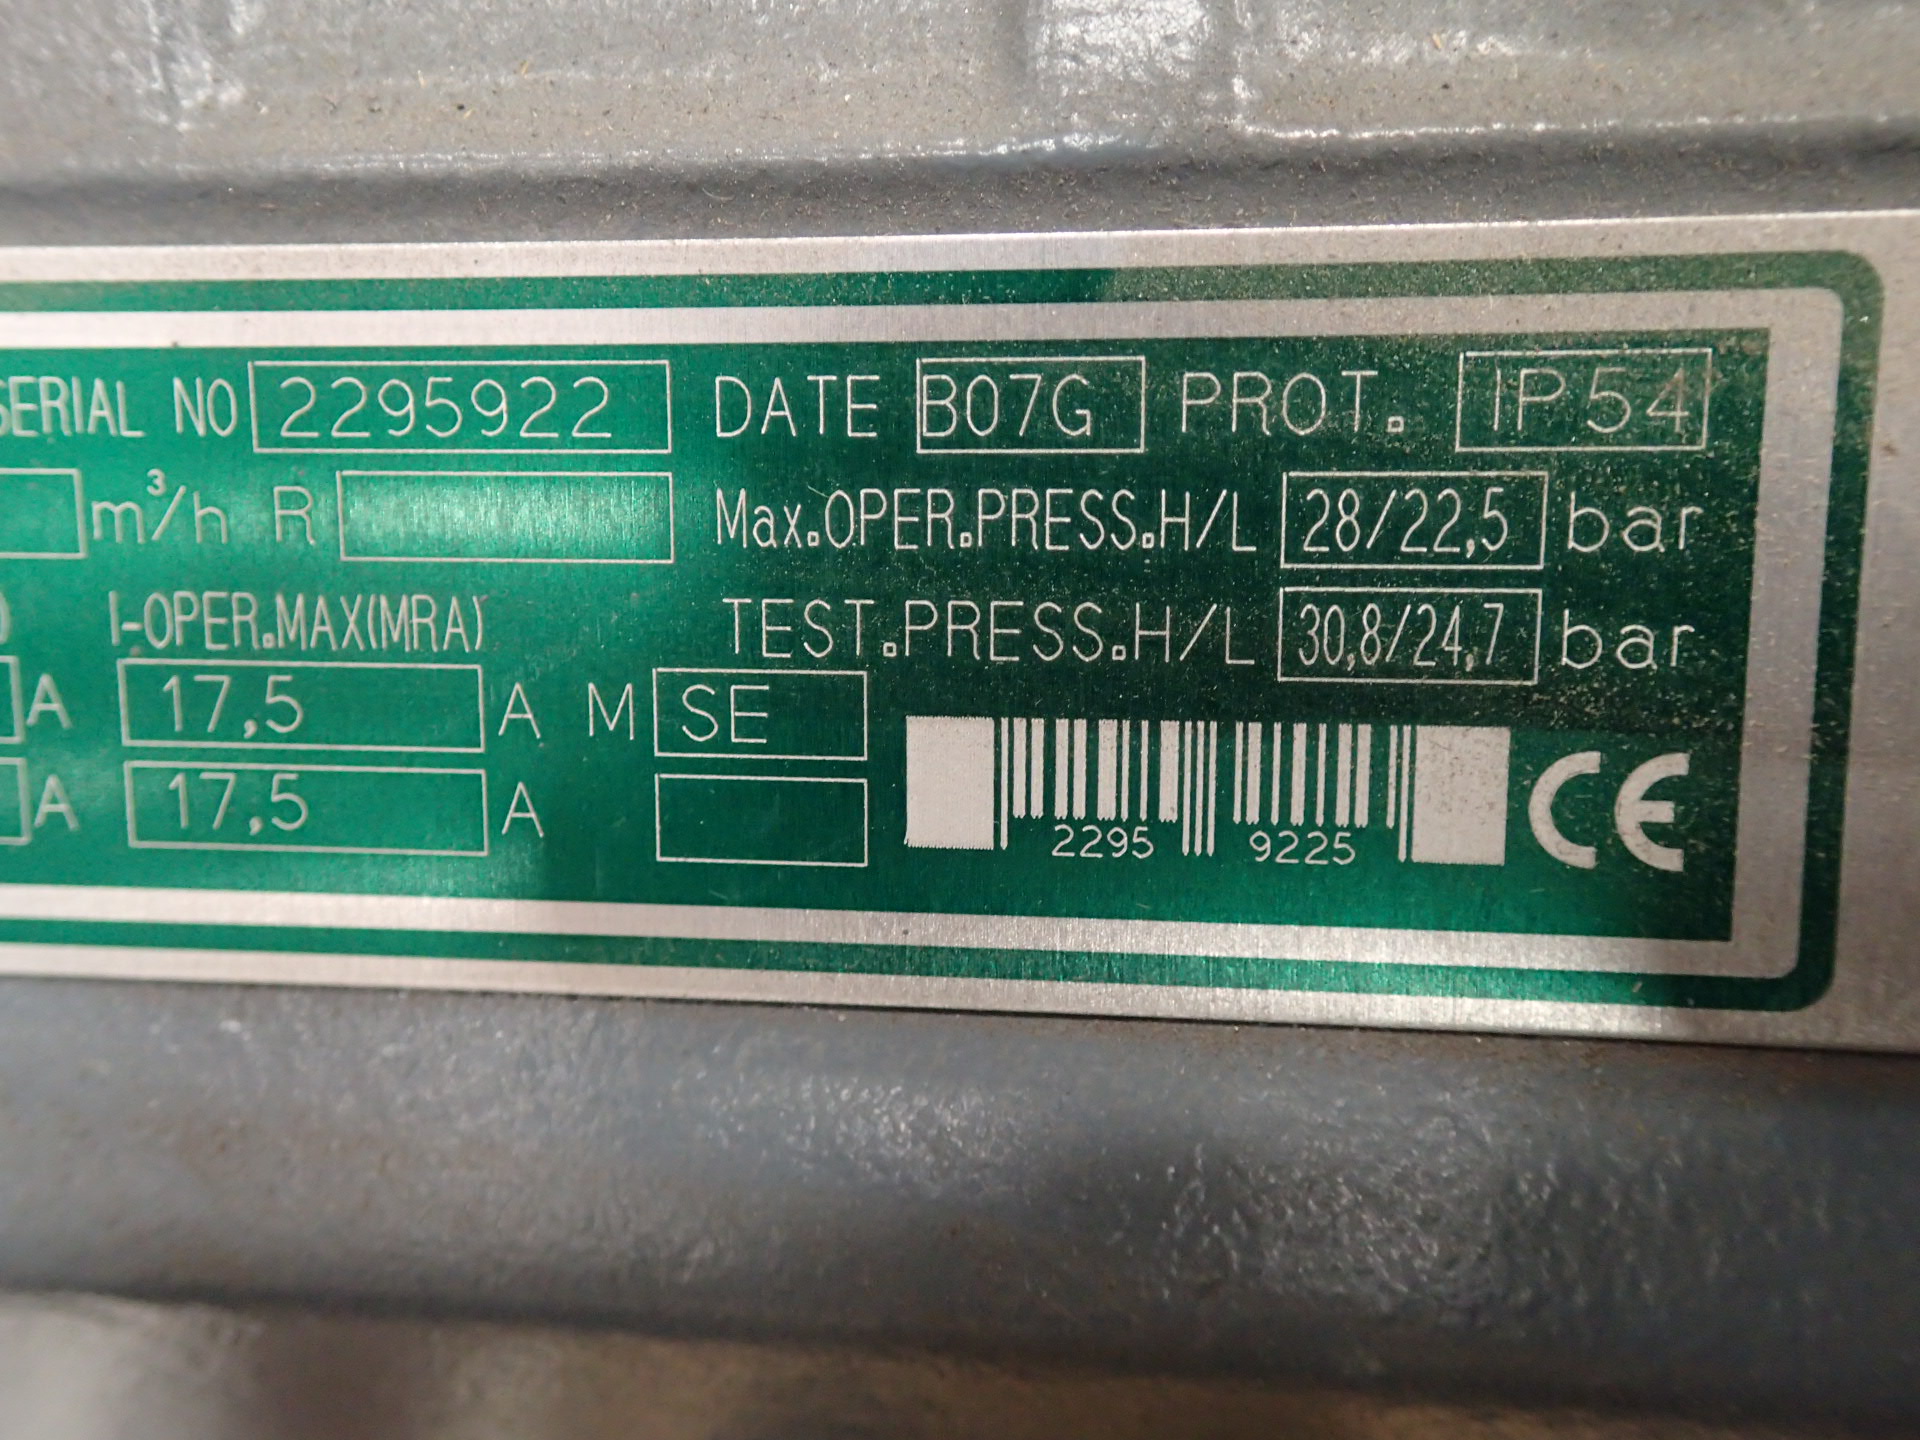 SERIAL NO 2295922 DATE B07G PROT. IP54
m³/h R Max.OPER.PRESS.H/L 28/22,5 bar
I-OPER.MAX(MRA) TEST.PRESS.H/L 30,8/24,7 bar
A 17,5 A M SE
A 17,5 A
2295 9225 CE